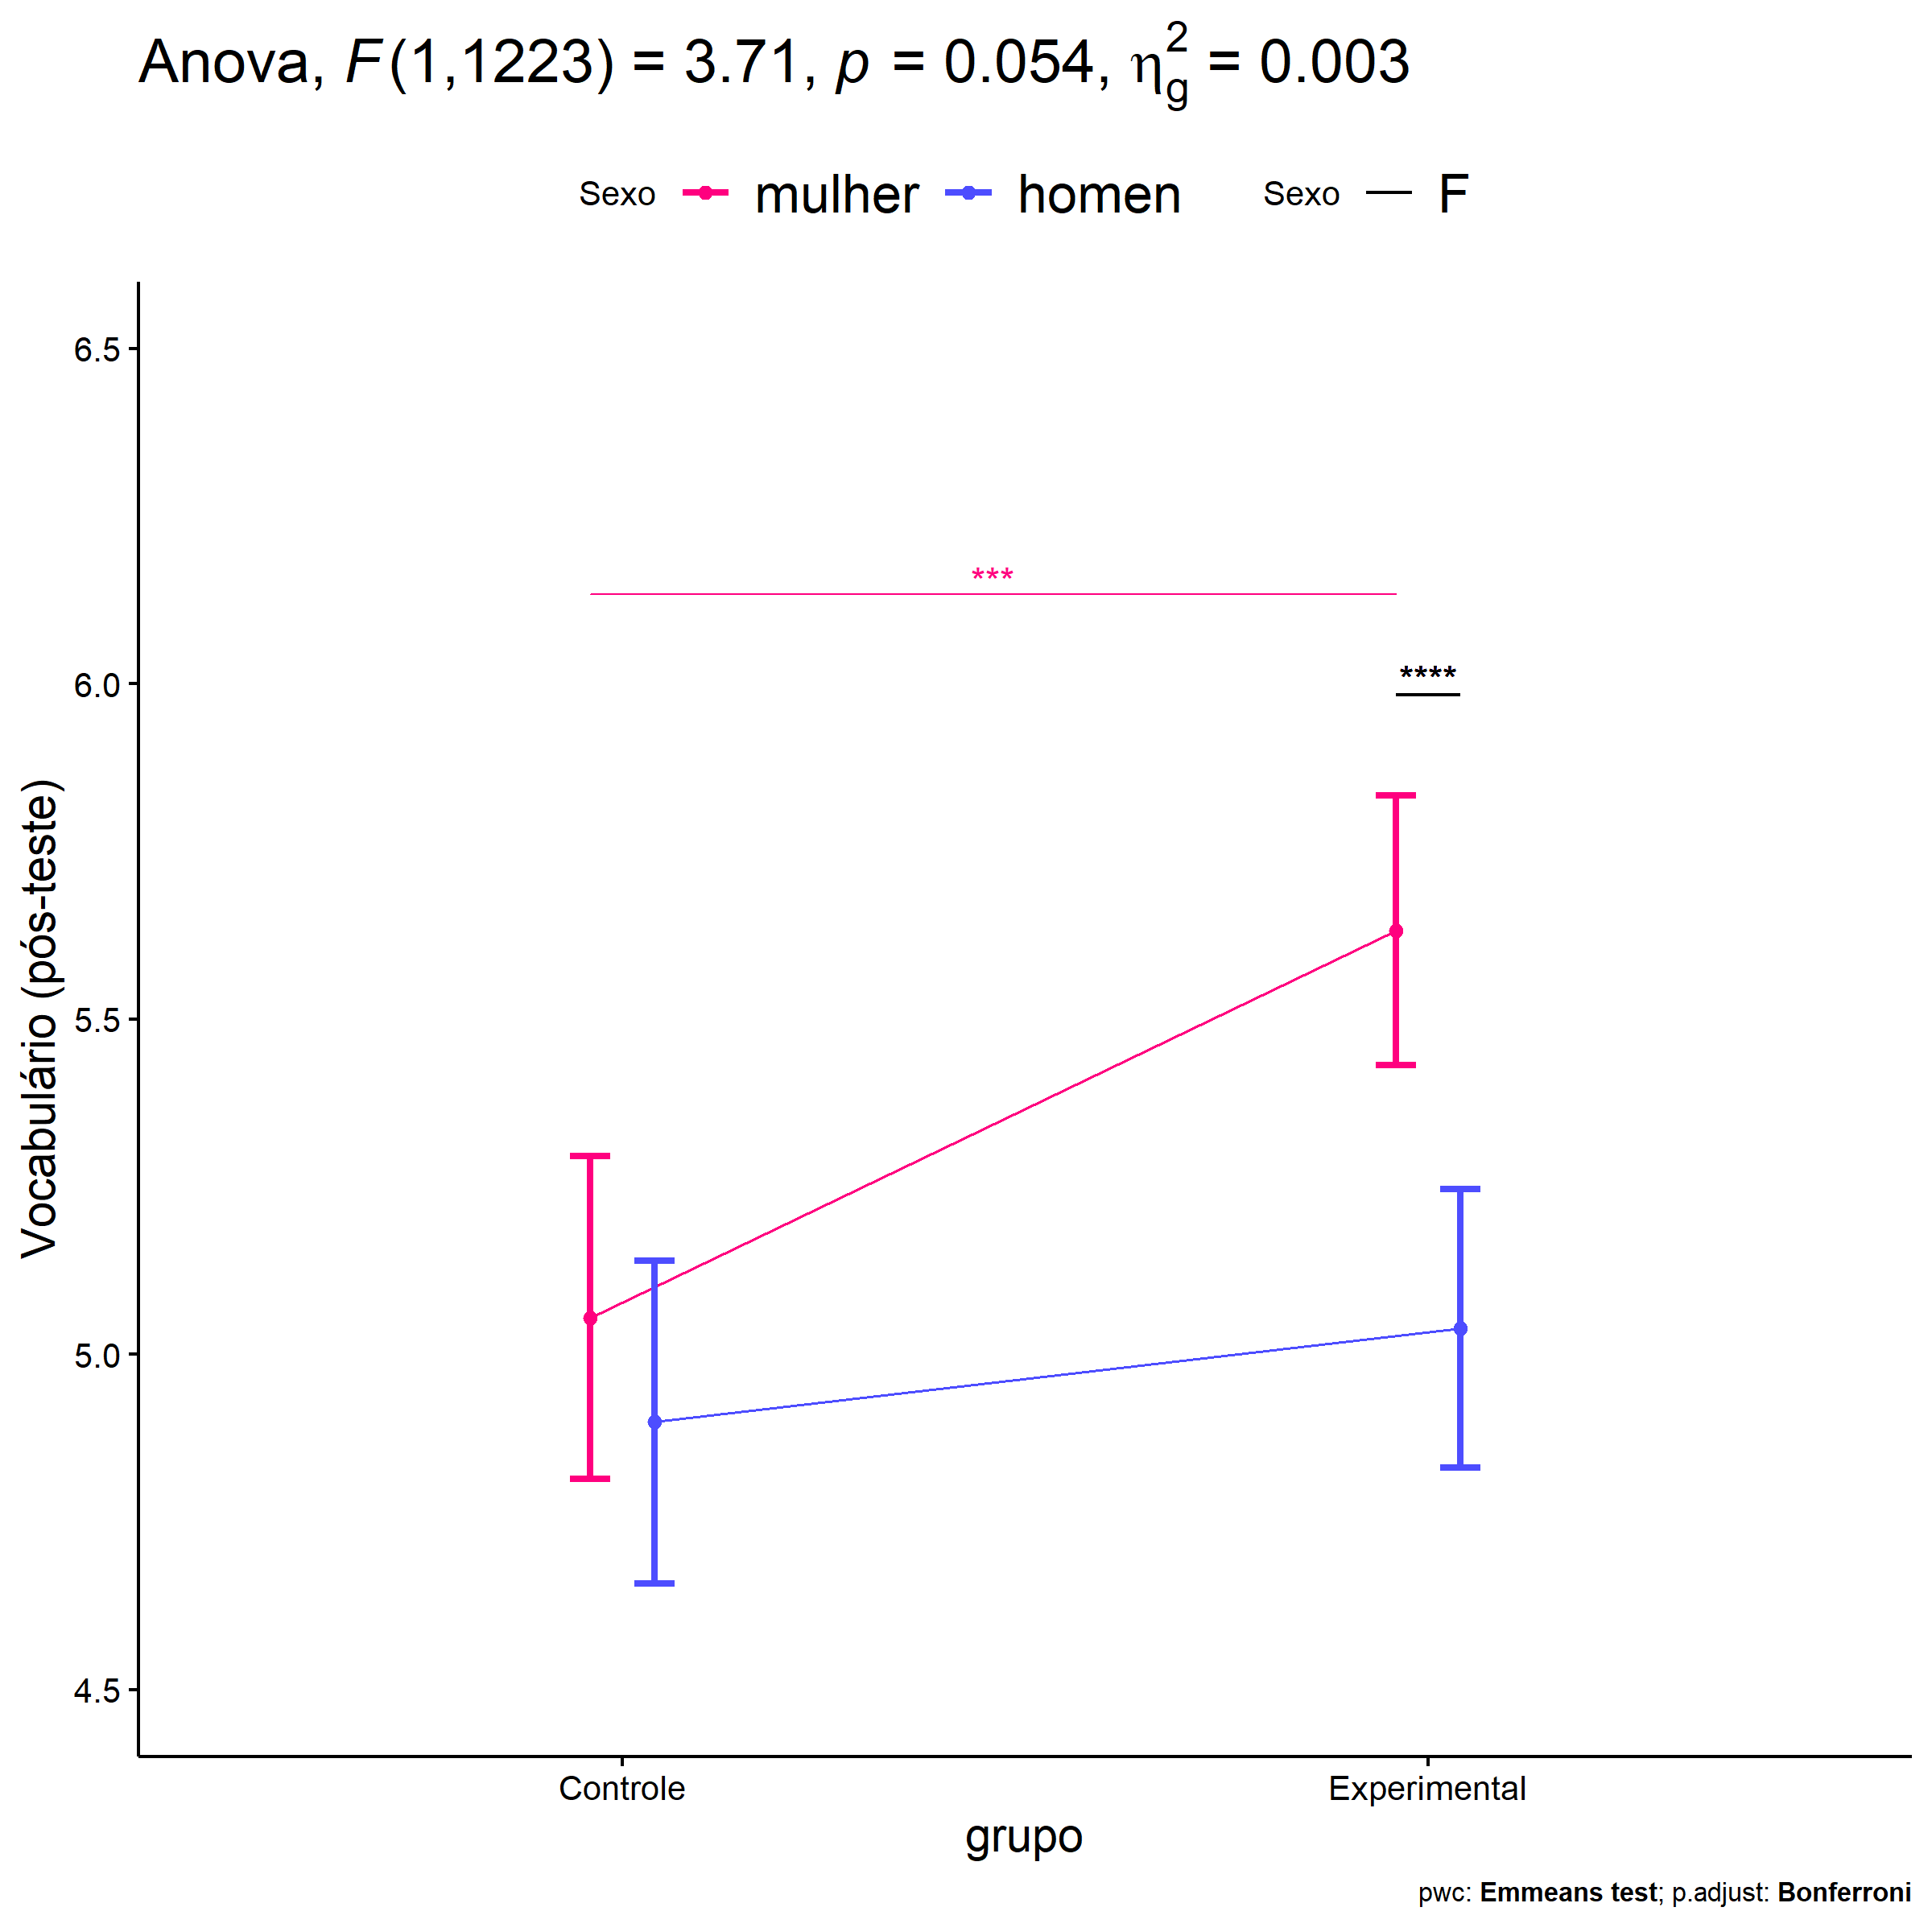 Anova, F(1,1223) = 3.71, p = 0.054, η²g = 0.003
Sexo mulher homen Sexo F
6.5
6.0
5.5
5.0
4.5
Vocabulário (pós-teste)
***
****
Controle Experimental
grupo
pwc: Emmeans test; p.adjust: Bonferroni